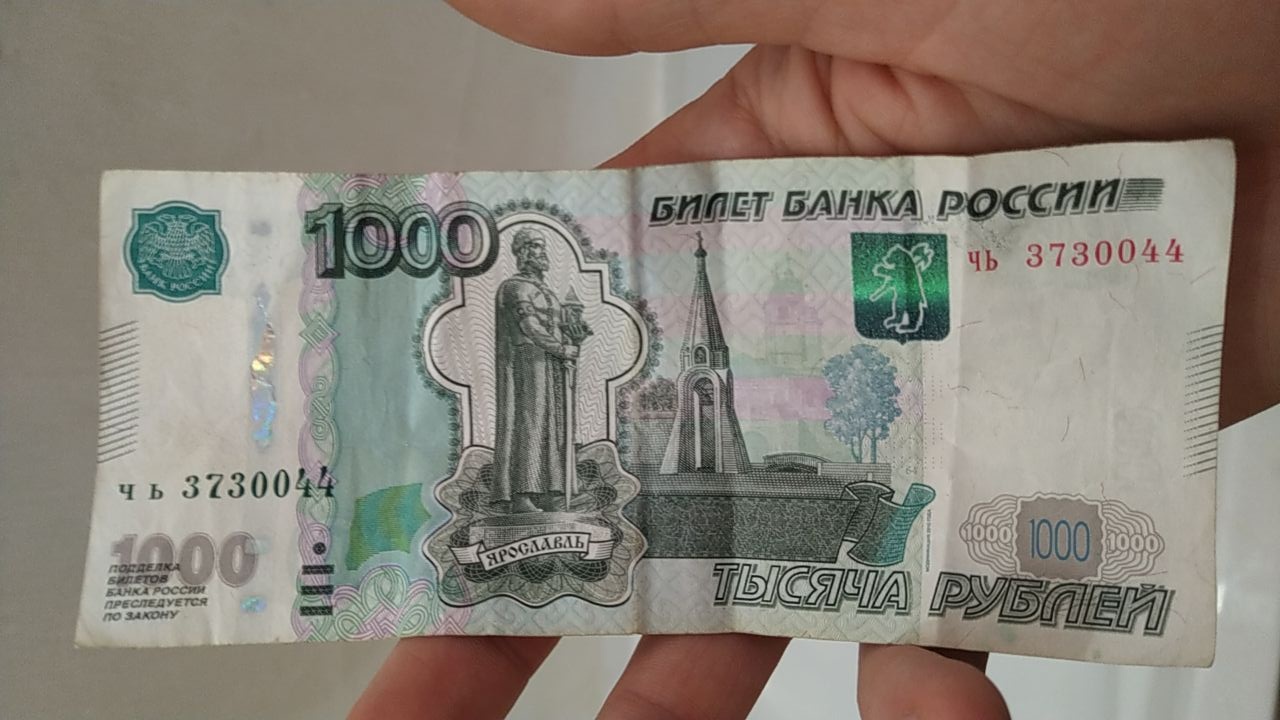 БИЛЕТ БАНКА РОССИИ
БАНК РОССИИ
1000
чь 3730044
чь 3730044
ЯРОСЛАВЛЬ
1000
1000 1000 1000
ПОДДЕЛКА
БИЛЕТОВ
БАНКА РОССИИ
ПРЕСЛЕДУЕТСЯ
ПО ЗАКОНУ
ТЫСЯЧА РУБЛЕЙ